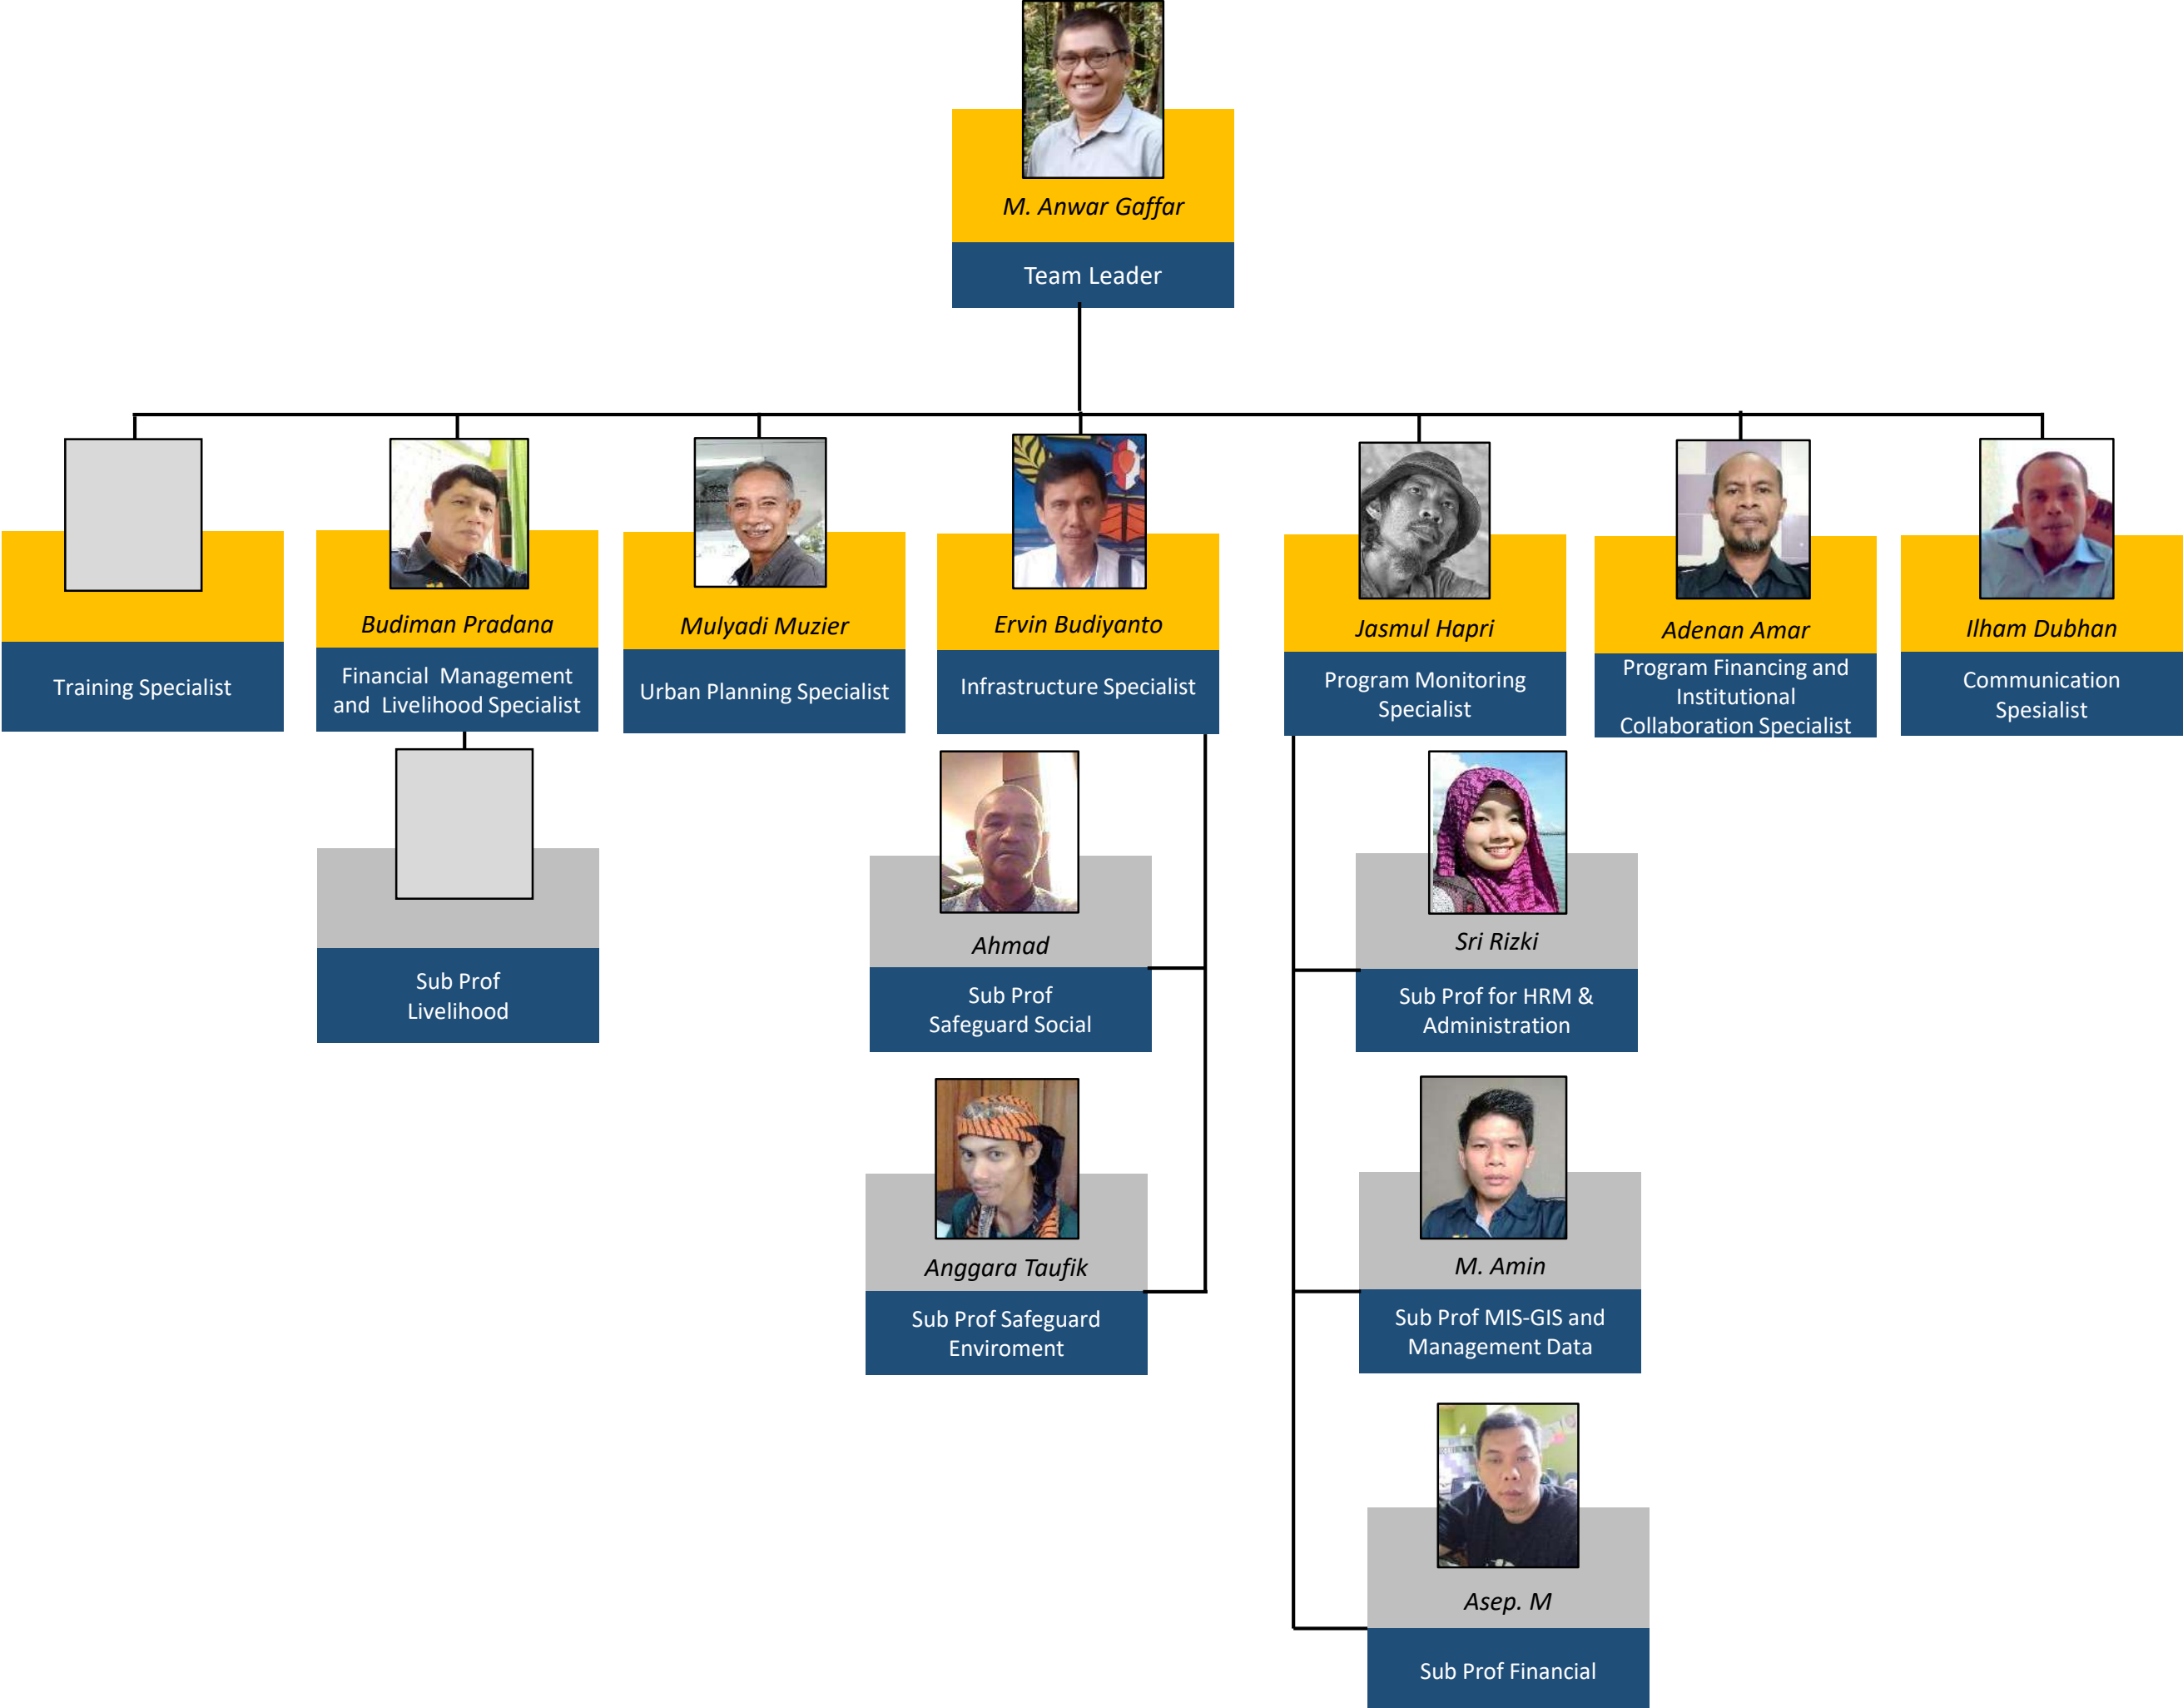 M. Anwar Gaffar
Team Leader
Training Specialist
Budiman Pradana
Financial Management
and Livelihood Specialist
Mulyadi Muzier
Urban Planning Specialist
Ervin Budiyanto
Infrastructure Specialist
Jasmul Hapri
Program Monitoring
Specialist
Adenan Amar
Program Financing and
Institutional
Collaboration Specialist
Ilham Dubhan
Communication
Spesialist
Sub Prof
Livelihood
Ahmad
Sub Prof
Safeguard Social
Sri Rizki
Sub Prof for HRM &
Administration
Anggara Taufik
Sub Prof Safeguard
Enviroment
M. Amin
Sub Prof MIS-GIS and
Management Data
Asep. M
Sub Prof Financial